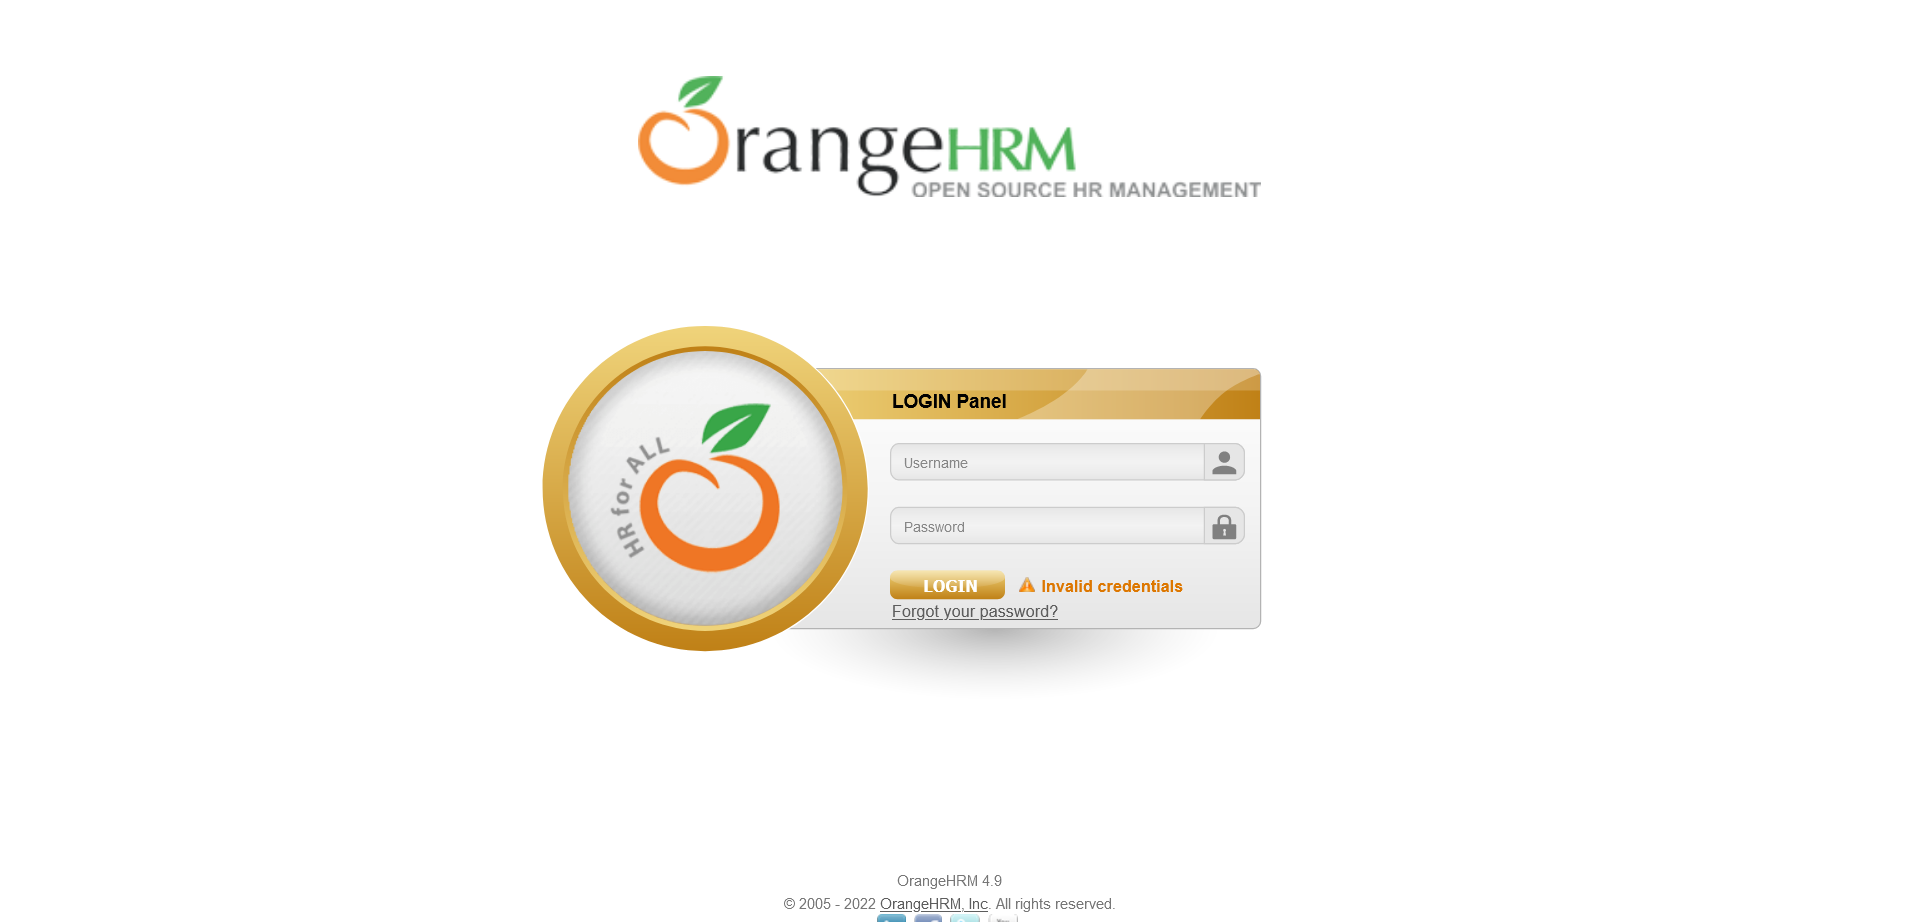 OrangeHRM
OPEN SOURCE HR MANAGEMENT
HR for ALL
LOGIN Panel
Username
Password
LOGIN
Invalid credentials
Forgot your password?
OrangeHRM 4.9
© 2005 - 2022 OrangeHRM, Inc. All rights reserved.